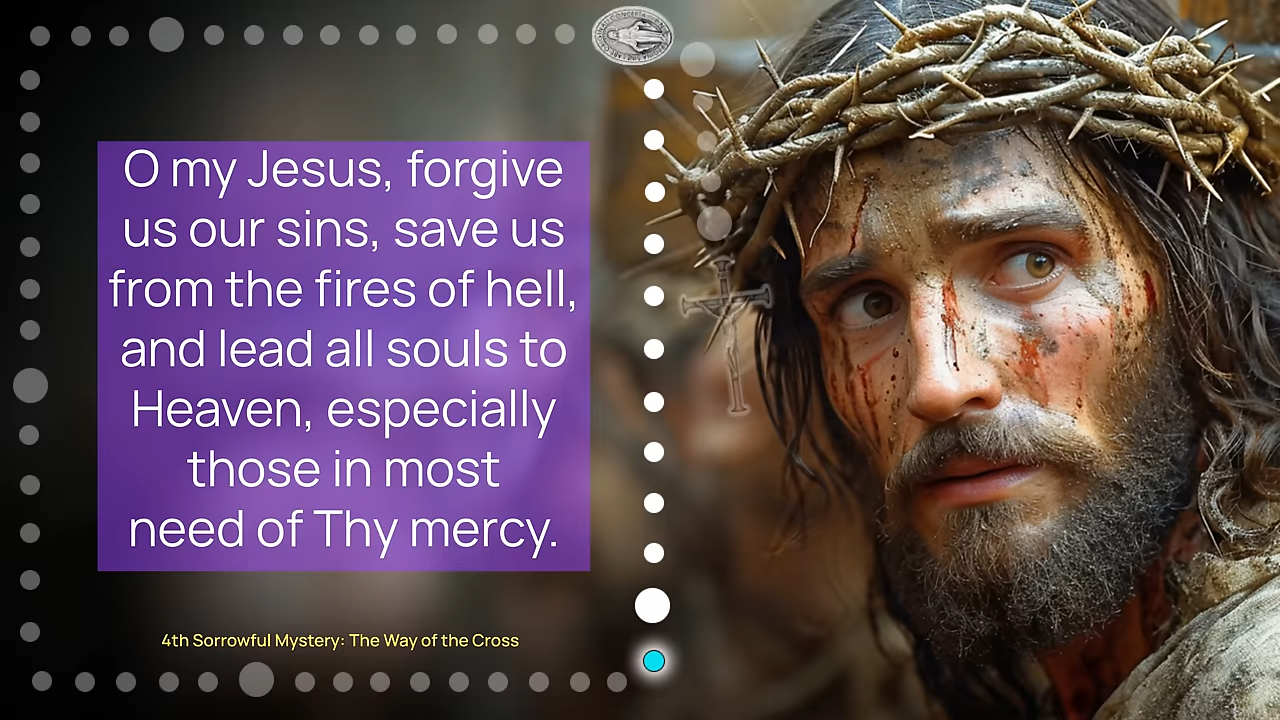 O my Jesus, forgive
us our sins, save us
from the fires of hell,
and lead all souls to
Heaven, especially
those in most
need of Thy mercy.
4th Sorrowful Mystery: The Way of the Cross